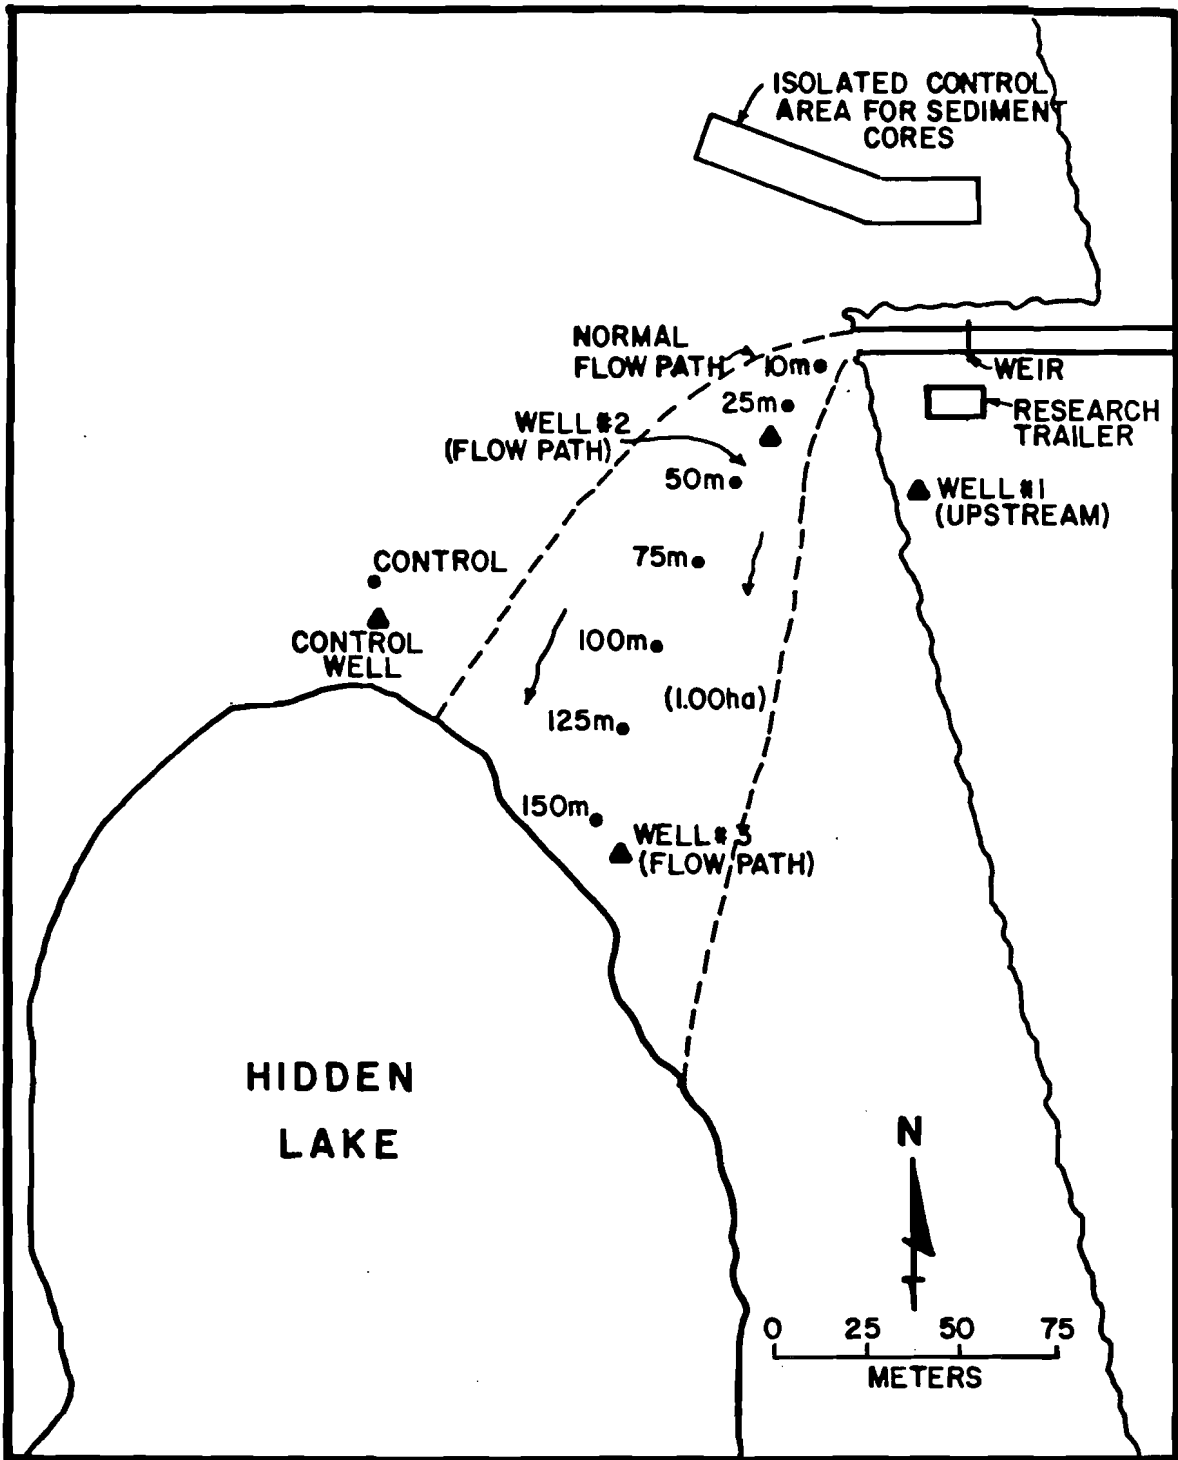 ISOLATED CONTROL
AREA FOR SEDIMENT
CORES
NORMAL
FLOW PATH
10m
WEIR
25m
RESEARCH
TRAILER
WELL #2
(FLOW PATH)
50m
WELL #1
(UPSTREAM)
75m
CONTROL
100m
CONTROL
WELL
(1.00ha)
125m
150m
WELL # 3
(FLOW PATH)
HIDDEN
LAKE
N
0 25 50 75
METERS